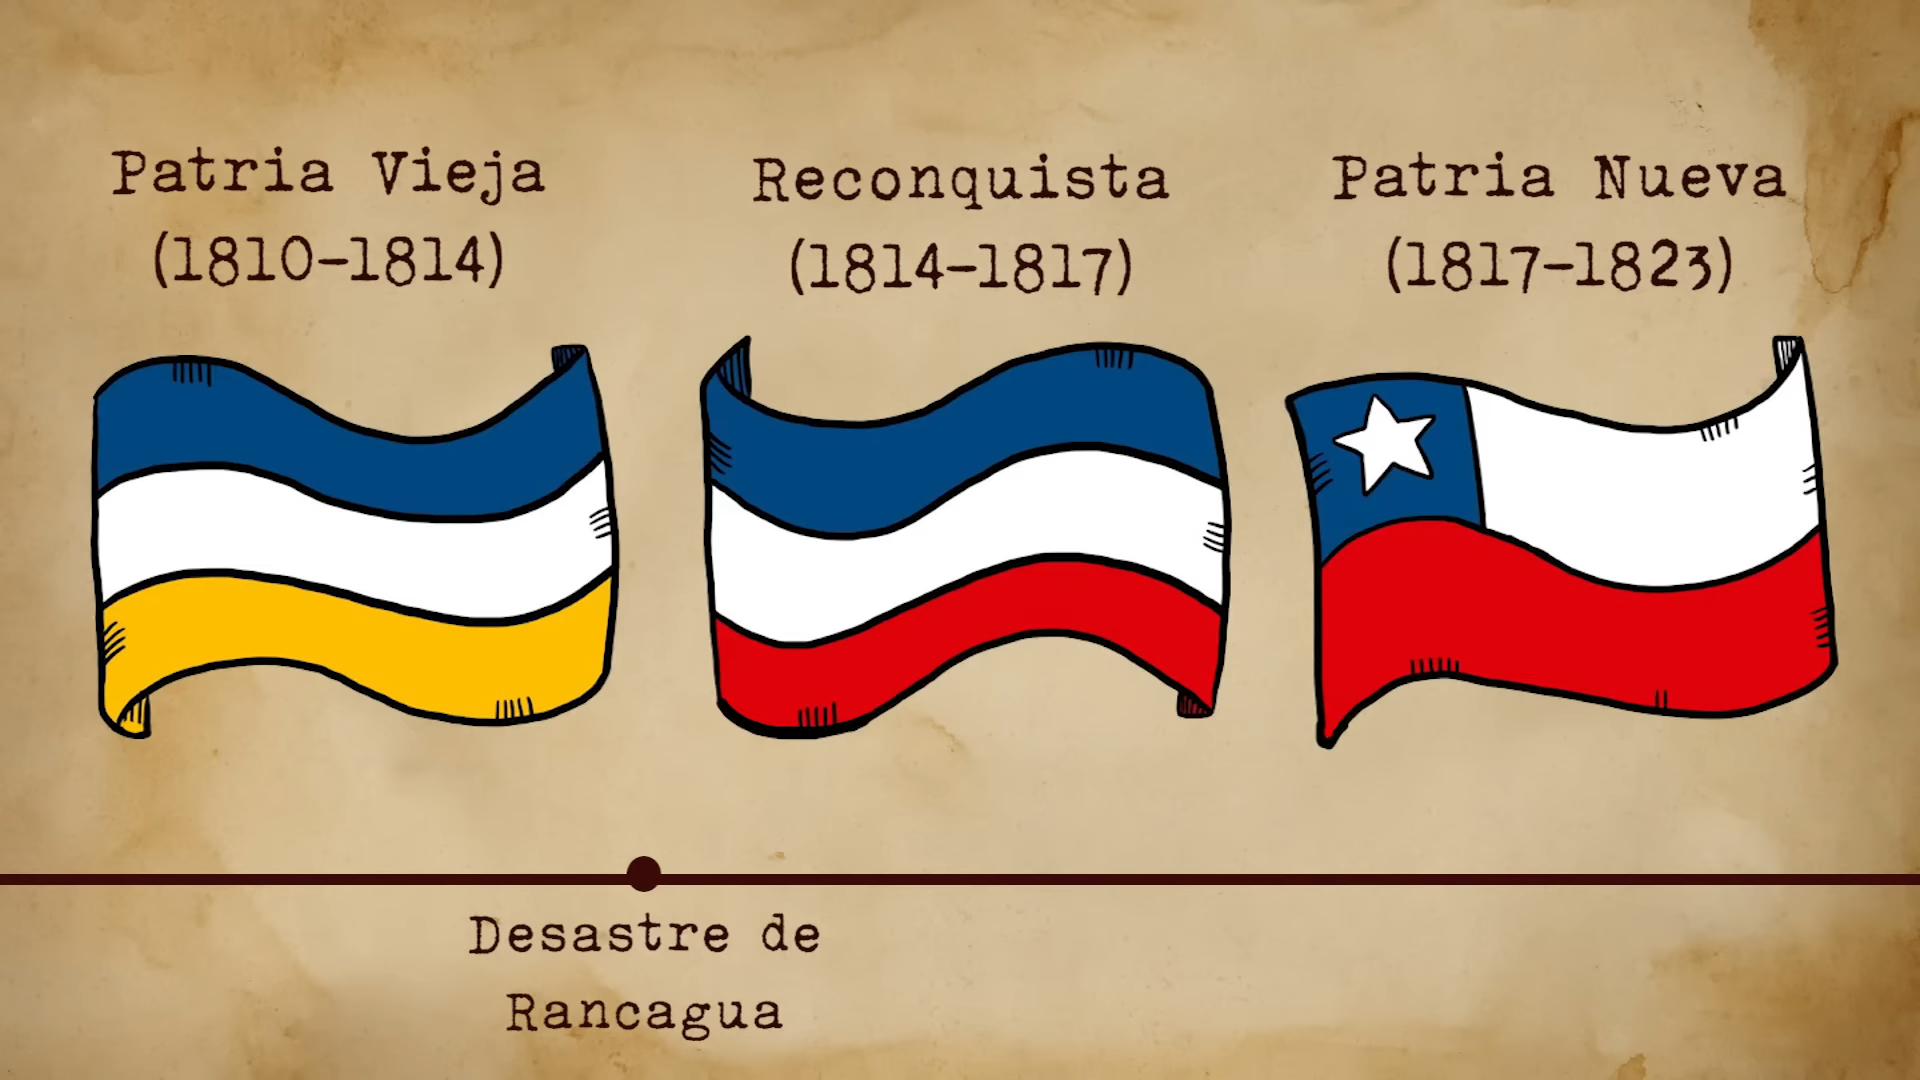 Patria Vieja
(1810-1814)
Reconquista
(1814-1817)
Patria Nueva
(1817-1823)
Desastre de
Rancagua